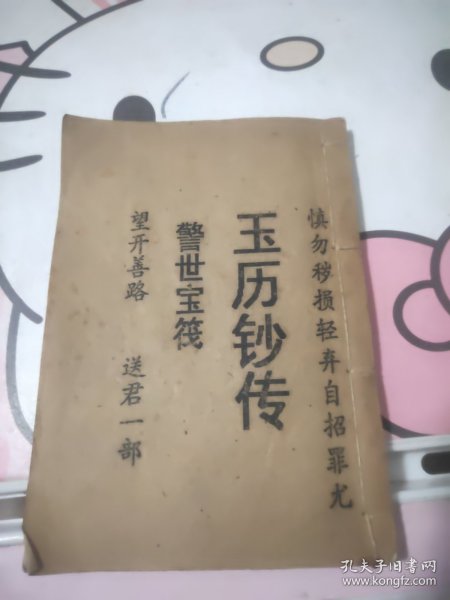 慎勿秽损轻弃自招罪尤
玉历钞传
警世宝筏
望开善路 送君一部
孔夫子旧书网
www.kongfz.com